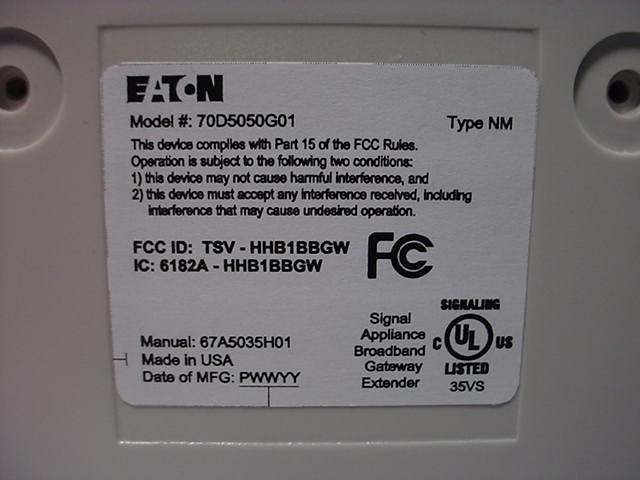 EATON
Model #: 70D5050G01 Type NM
This device complies with Part 15 of the FCC Rules.
Operation is subject to the following two conditions:
1) this device may not cause harmful interference, and
2) this device must accept any interference received, including
interference that may cause undesired operation.
FCC ID: TSV - HHB1BBGW
IC: 6182A - HHB1BBGW
FC
Manual: 67A5035H01
Made in USA
Date of MFG: PWWYY
Signal
Appliance
Broadband
Gateway
Extender
SIGNALING
C UL US
LISTED
35VS